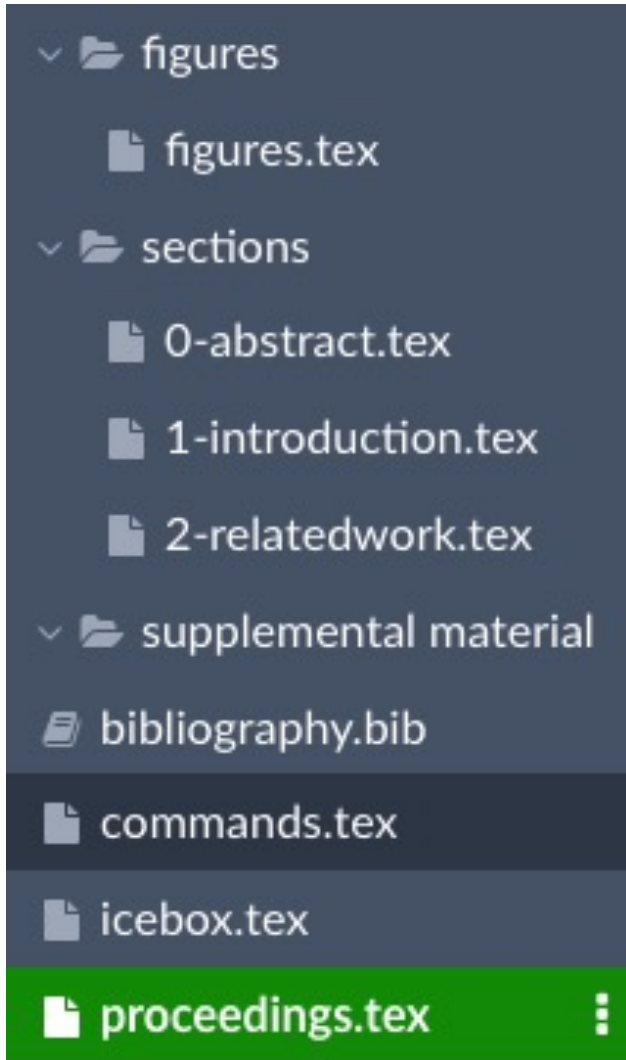 figures
figures.tex
sections
0-abstract.tex
1-introduction.tex
2-relatedwork.tex
supplemental material
bibliography.bib
commands.tex
icebox.tex
proceedings.tex